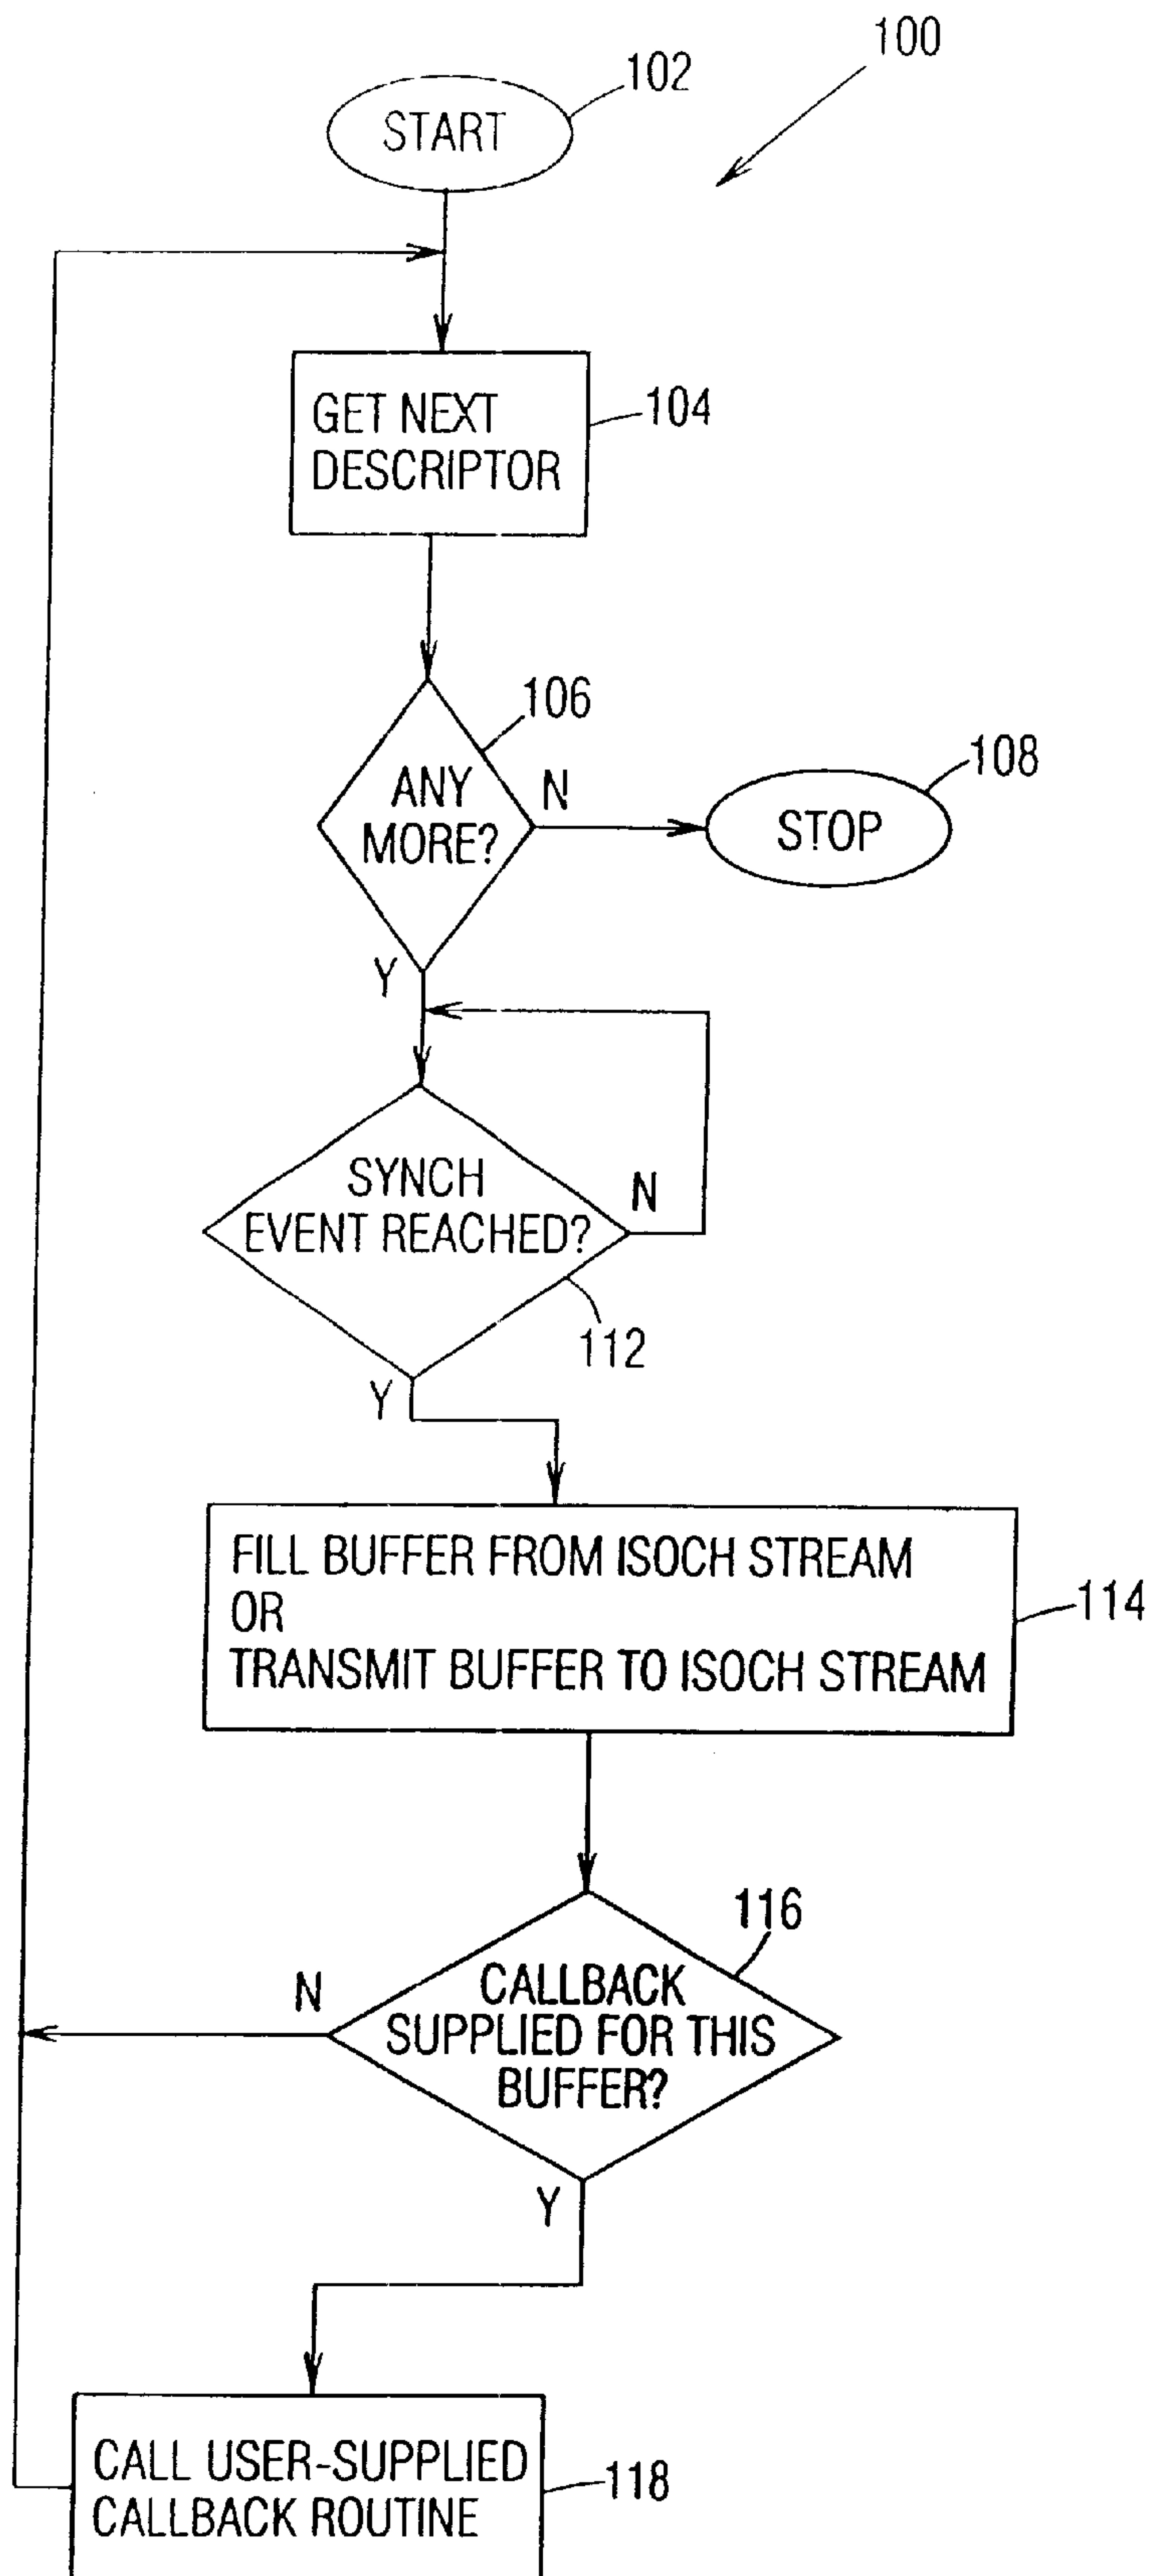 100
102
START
GET NEXT
DESCRIPTOR
104
106
ANY
MORE?
N
108
STOP
Y
SYNCH
EVENT REACHED?
N
112
Y
FILL BUFFER FROM ISOCH STREAM
OR
TRANSMIT BUFFER TO ISOCH STREAM
114
116
CALLBACK
SUPPLIED FOR THIS
BUFFER?
N
Y
CALL USER-SUPPLIED
CALLBACK ROUTINE
118